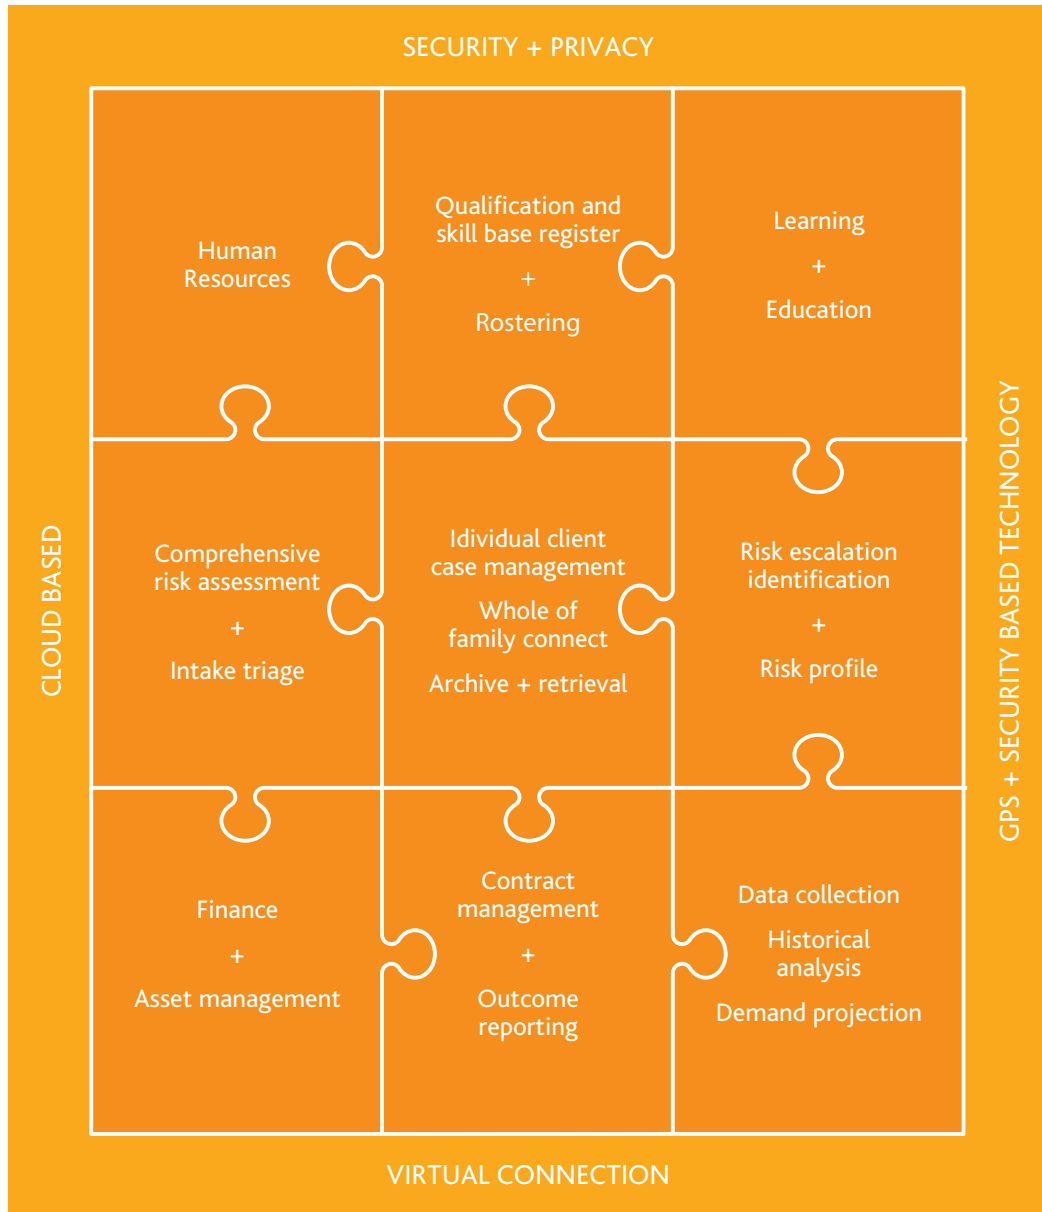 SECURITY + PRIVACY
Human
Resources
Qualification and
skill base register
+
Rostering
Learning
+
Education
CLOUD BASED
Comprehensive
risk assessment
+
Intake triage
Idividual client
case management
Whole of
family connect
Archive + retrieval
Risk escalation
identification
+
Risk profile
GPS + SECURITY BASED TECHNOLOGY
Finance
+
Asset management
Contract
management
+
Outcome
reporting
Data collection
Historical
analysis
Demand projection
VIRTUAL CONNECTION